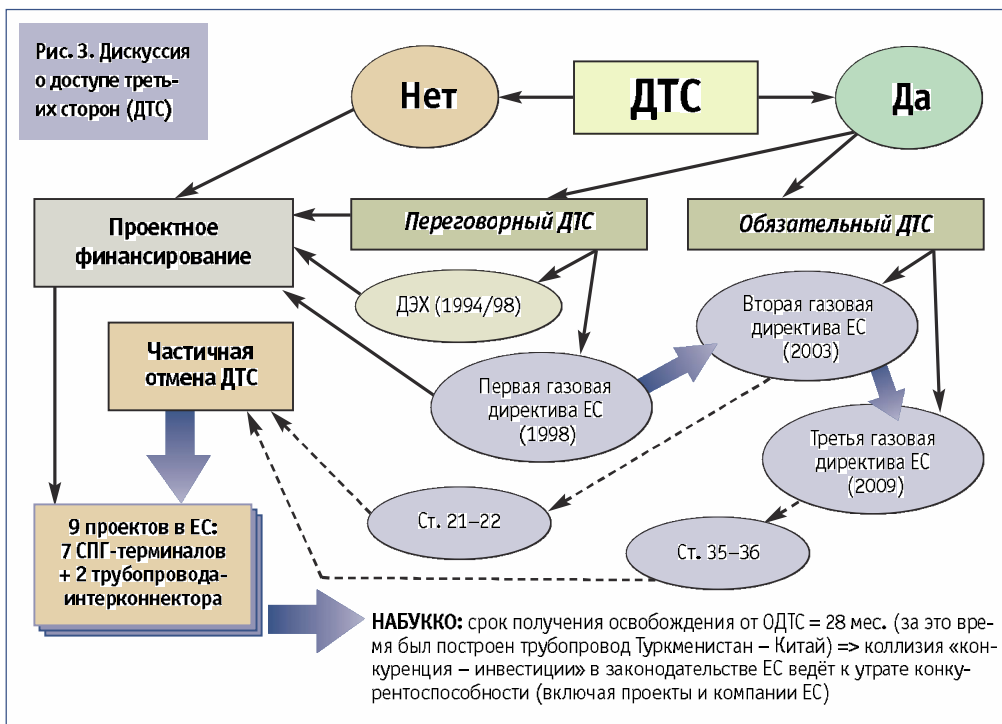 Рис. 3. Дискуссия
о доступе треть-
их сторон (ДТС)
Нет
ДТС
Да
Проектное
финансирование
Переговорный ДТС
Обязательный ДТС
ДЭХ (1994/98)
Вторая газовая
директива ЕС
(2003)
Частичная
отмена ДТС
Первая газовая
директива ЕС
(1998)
Третья газовая
директива ЕС
(2009)
Ст. 21–22
Ст. 35–36
9 проектов в ЕС:
7 СПГ-терминалов
+ 2 трубопровода-
интерконнектора
НАБУККО: срок получения освобождения от ОДТС = 28 мес. (за это вре-
мя был построен трубопровод Туркменистан – Китай) => коллизия «кон-
куренция – инвестиции» в законодательстве ЕС ведёт к утрате конку-
рентоспособности (включая проекты и компании ЕС)